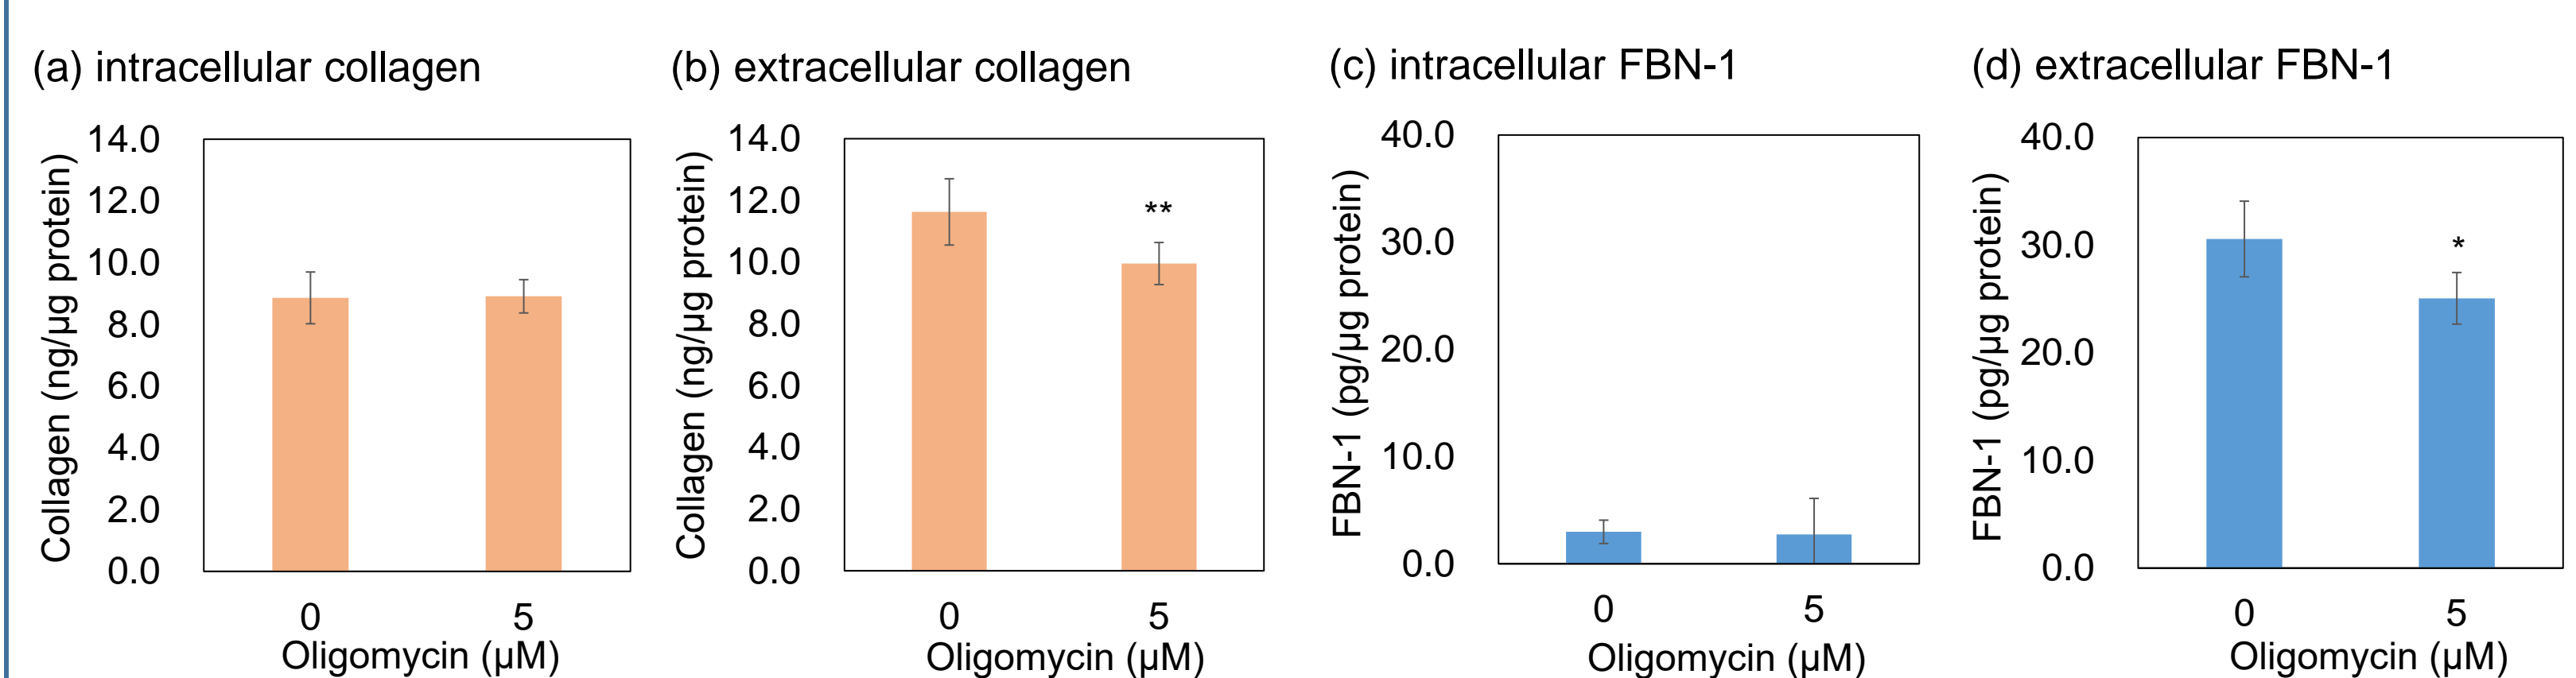 (a) intracellular collagen
Collagen (ng/µg protein)
14.0
12.0
10.0
8.0
6.0
4.0
2.0
0.0
0 5
Oligomycin (µM)
(b) extracellular collagen
Collagen (ng/µg protein)
14.0
12.0
10.0
8.0
6.0
4.0
2.0
0.0
**
0 5
Oligomycin (µM)
(c) intracellular FBN-1
FBN-1 (pg/µg protein)
40.0
30.0
20.0
10.0
0.0
0 5
Oligomycin (µM)
(d) extracellular FBN-1
FBN-1 (pg/µg protein)
40.0
30.0
20.0
10.0
0.0
*
0 5
Oligomycin (µM)